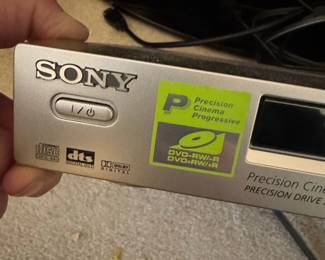 SONY
I / ⏻
P Precision
Cinema
Progressive
DVD-RW/-R
DVD+RW/+R
dts
DOLBY
DIGITAL
Precision Cine
PRECISION DRIVE